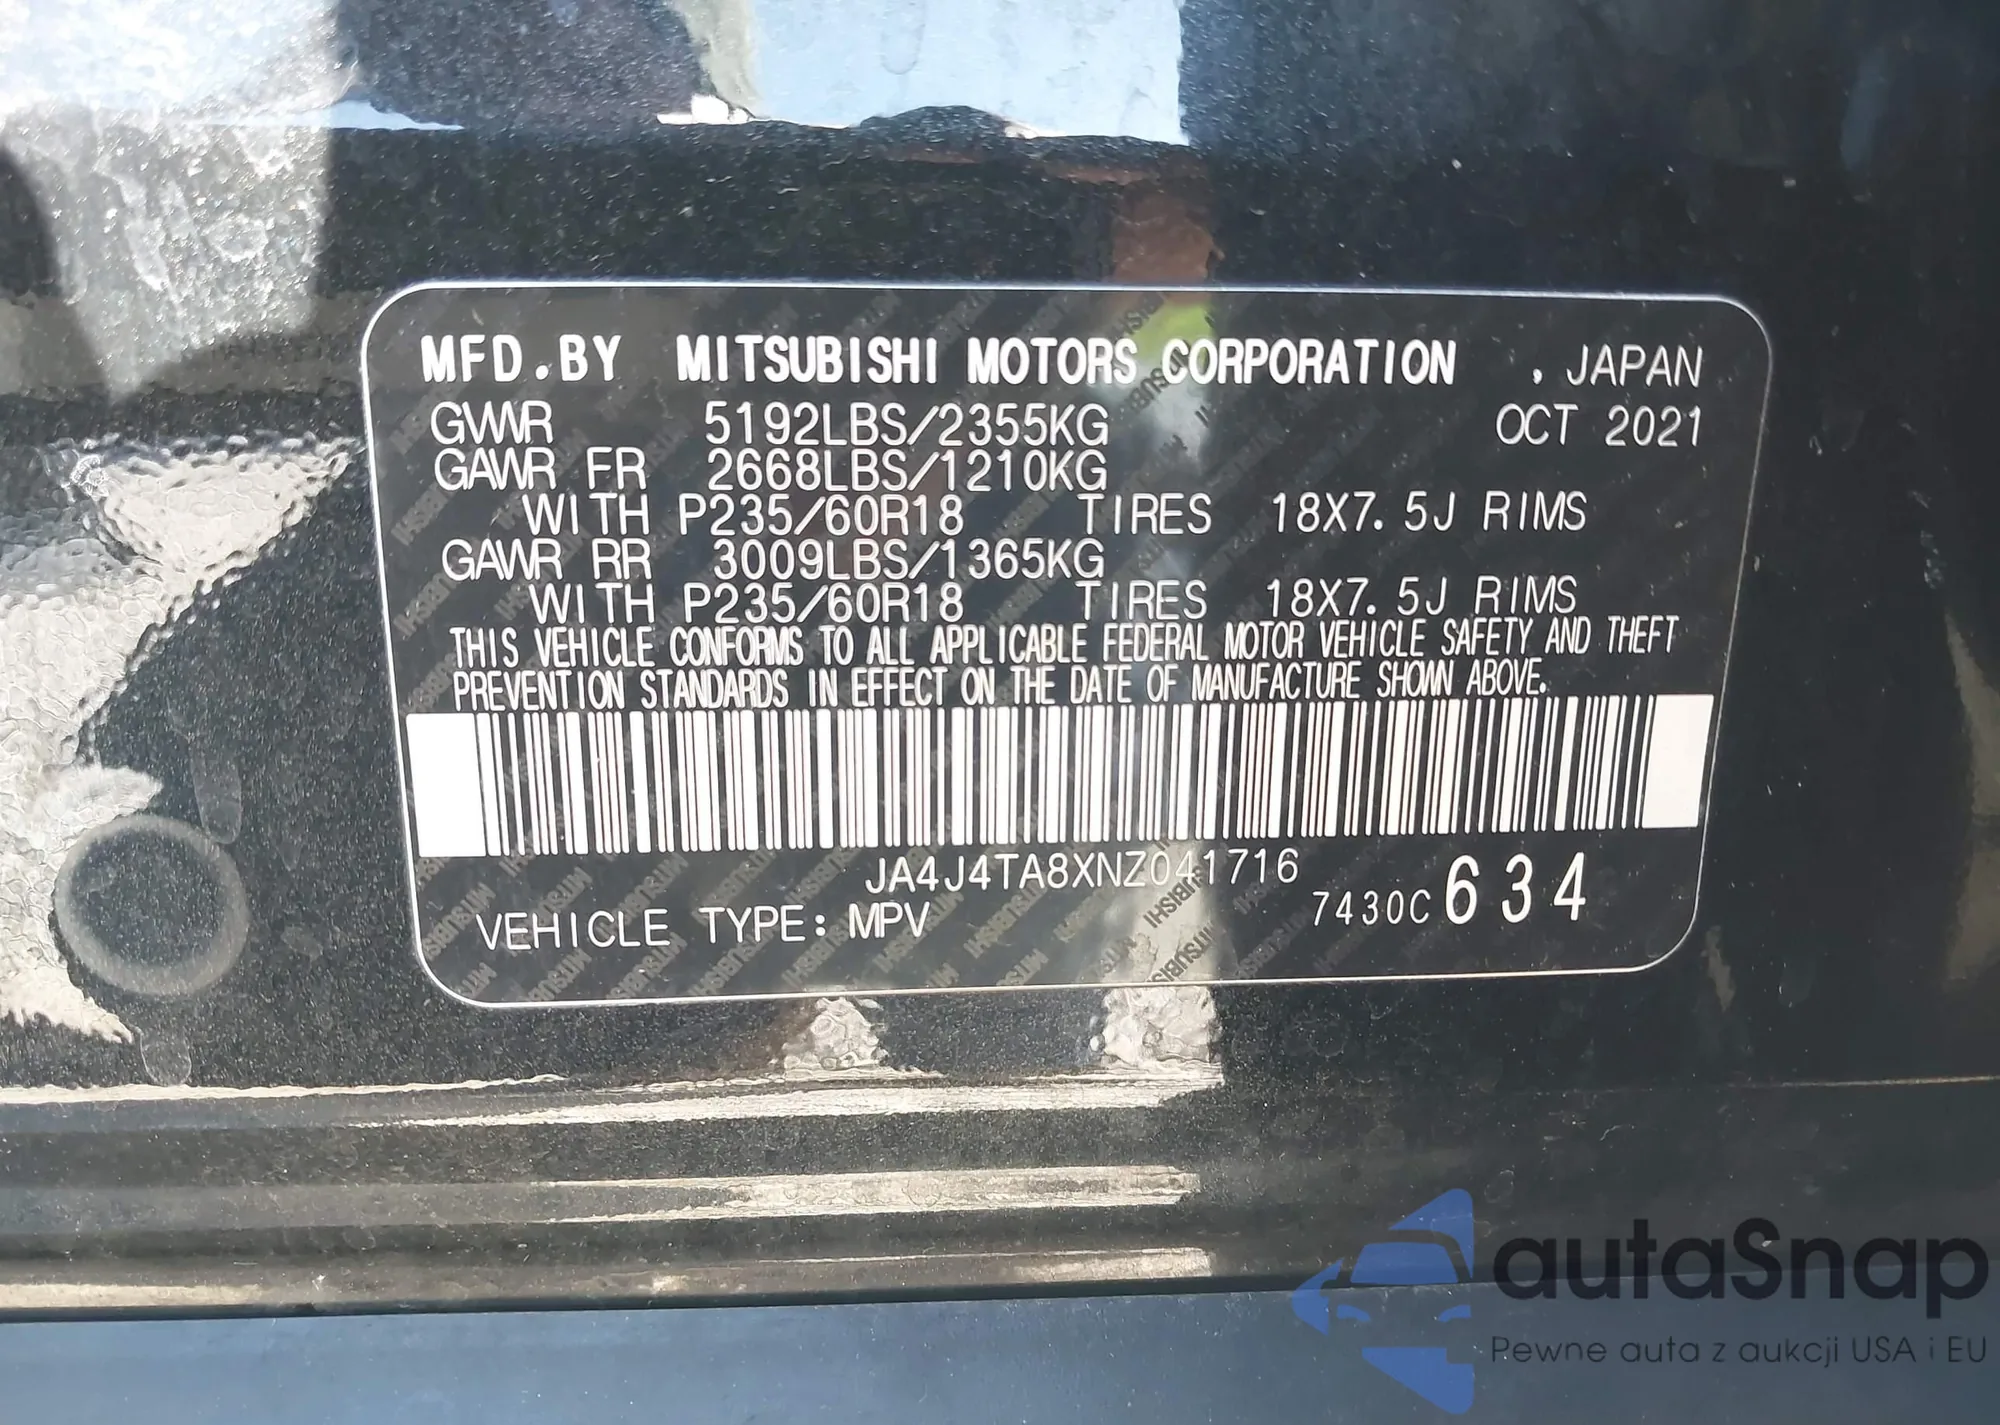 MFD.BY MITSUBISHI MOTORS CORPORATION , JAPAN
GVWR 5192LBS/2355KG OCT 2021
GAWR FR 2668LBS/1210KG
WITH P235/60R18 TIRES 18X7.5J RIMS
GAWR RR 3009LBS/1365KG
WITH P235/60R18 TIRES 18X7.5J RIMS
THIS VEHICLE CONFORMS TO ALL APPLICABLE FEDERAL MOTOR VEHICLE SAFETY AND THEFT
PREVENTION STANDARDS IN EFFECT ON THE DATE OF MANUFACTURE SHOWN ABOVE.
JA4J4TA8XNZ041716
VEHICLE TYPE: MPV 7430C 634
autaSnap
Pewne auta z aukcji USA i EU